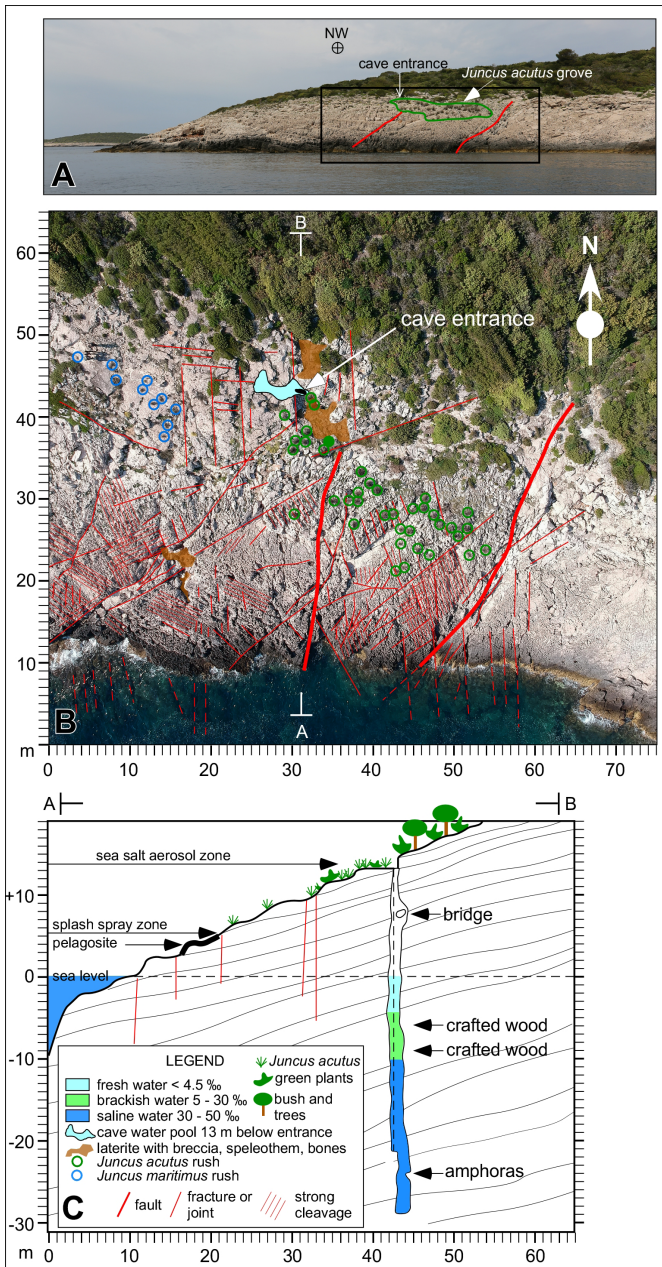 NW
cave entrance
Juncus acutus grove
A
B
60
N
50
cave entrance
40
30
20
10
B
A
m
0
10
20
30
40
50
60
70
A
B
sea salt aerosol zone
+10
splash spray zone
bridge
pelagosite
0
sea level
crafted wood
crafted wood
-10
LEGEND
fresh water < 4.5 ‰
brackish water 5 - 30 ‰
saline water 30 - 50 ‰
cave water pool 13 m below entrance
laterite with breccia, speleothem, bones
Juncus acutus rush
Juncus maritimus rush
Juncus acutus
green plants
bush and
trees
fault
fracture or
joint
strong
cleavage
C
-20
amphoras
-30
m
0
10
20
30
40
50
60